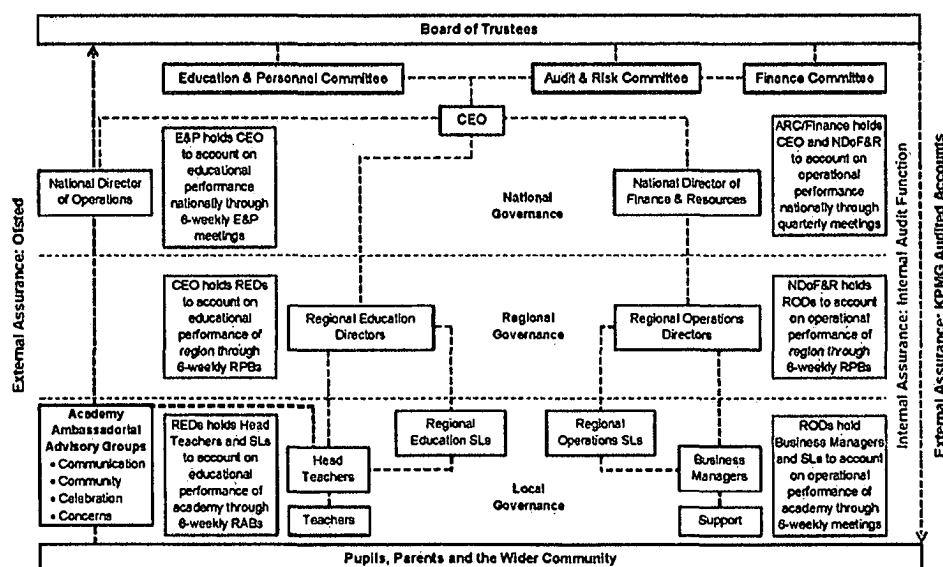 Board of Trustees
Education & Personnel Committee
Audit & Risk Committee
Finance Committee
CEO
E&P holds CEO
to account on
educational
performance
nationally through
6-weekly E&P
meetings
ARC/Finance holds
CEO and NDoF&R
to account on
operational
performance
nationally through
quarterly meetings
National Director
of Operations
National
Governance
National Director of
Finance & Resources
CEO holds REDs
to account on
educational
performance of
region through
6-weekly RPBs
Regional Education
Directors
Regional
Governance
Regional Operations
Directors
NDoF&R holds
RODs to account
on operational
performance of
region through
6-weekly RPBs
Academy
Ambassadorial
Advisory Groups
• Communication
• Community
• Celebration
• Concerns
REDs holds Head
Teachers and SLs
to account on
educational
performance of
academy through
6-weekly RABs
Regional
Education SLs
Regional
Operations SLs
Head
Teachers
Teachers
Local
Governance
Business
Managers
Support
RODs hold
Business Managers
and SLs to account
on operational
performance of
academy through
6-weekly meetings
Pupils, Parents and the Wider Community
External Assurance: Ofsted
Internal Assurance: Internal Audit Function
External Assurance: KPMG Audited Accounts